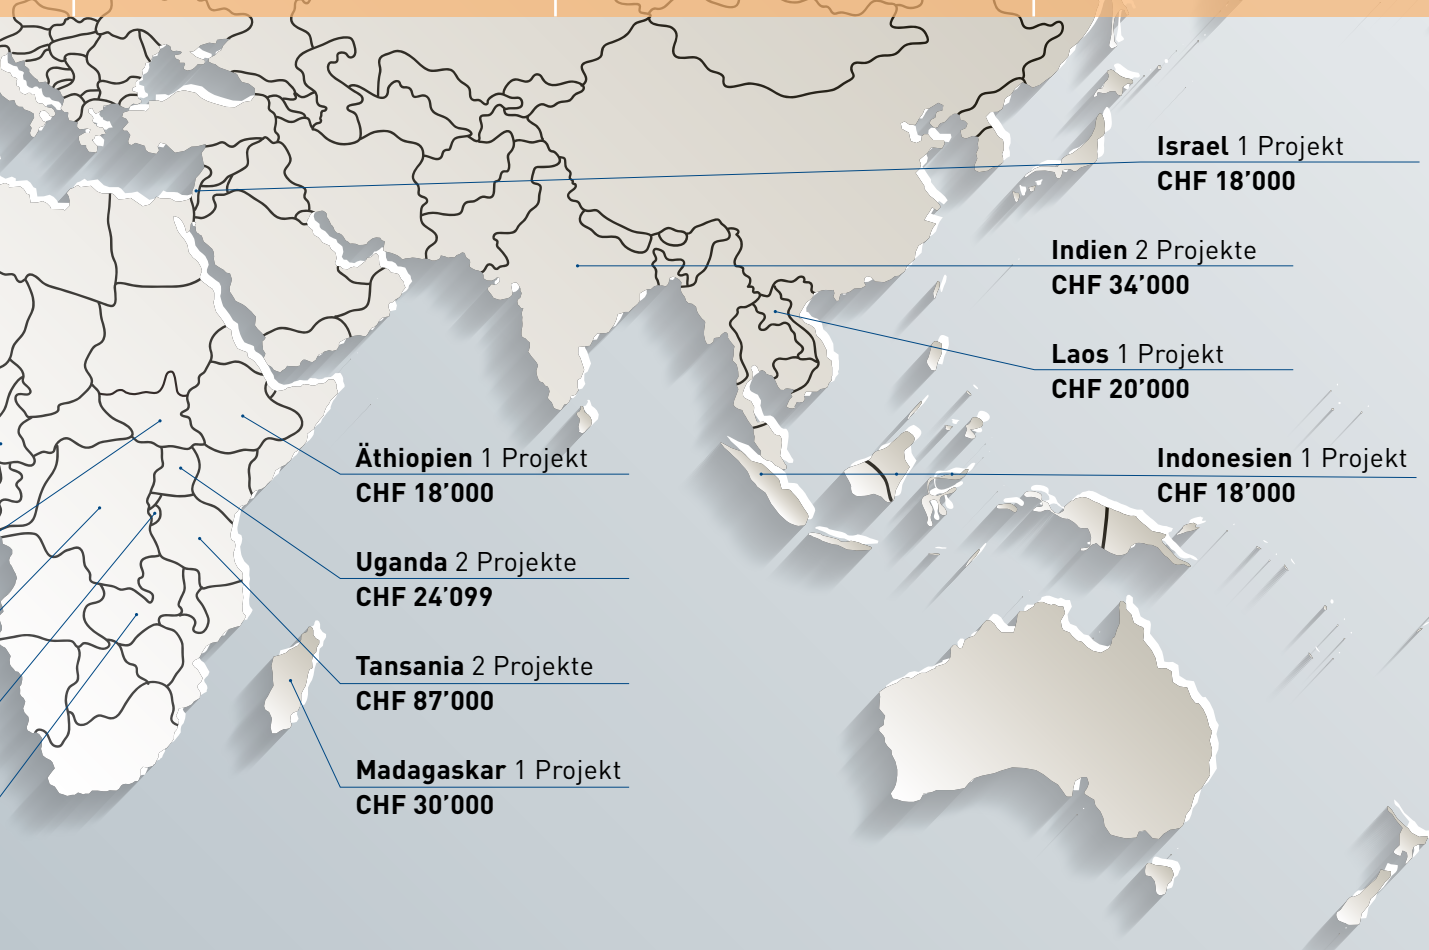 Israel 1 Projekt
CHF 18’000
Indien 2 Projekte
CHF 34’000
Laos 1 Projekt
CHF 20’000
Äthiopien 1 Projekt
CHF 18’000
Indonesien 1 Projekt
CHF 18’000
Uganda 2 Projekte
CHF 24’099
Tansania 2 Projekte
CHF 87’000
Madagaskar 1 Projekt
CHF 30’000